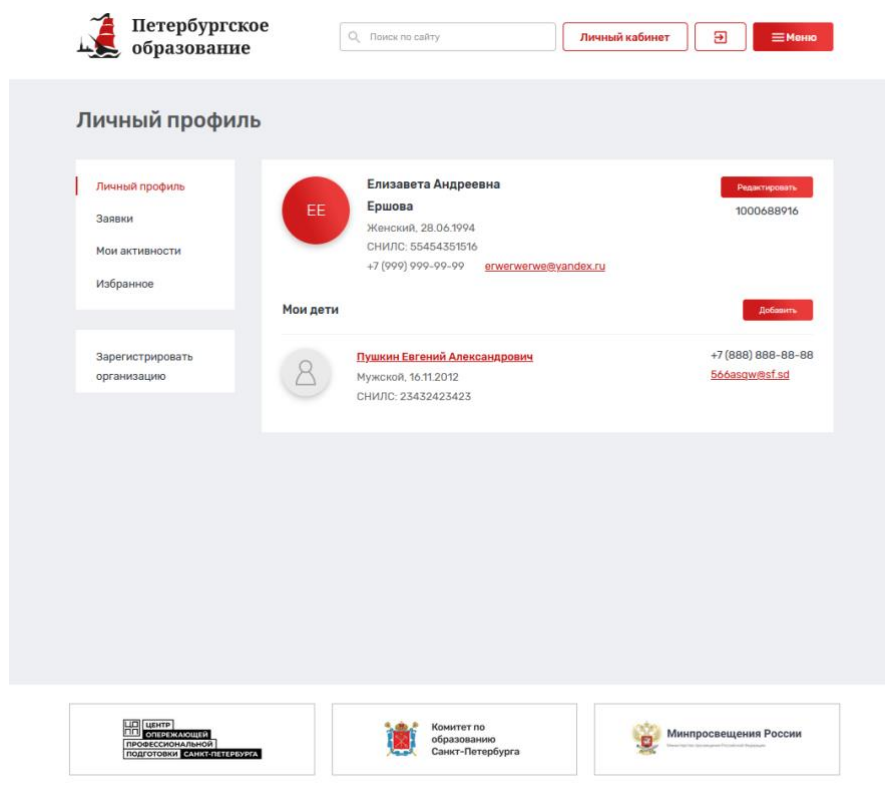 Петербургское
образование
Поиск по сайту
Личный кабинет
Меню
Личный профиль
Личный профиль
Заявки
Мои активности
Избранное
Зарегистрировать
организацию
ЕЕ
Елизавета Андреевна
Ершова
Женский, 28.06.1994
СНИЛС: 55454351516
+7 (999) 999-99-99 erwerwerwe@yandex.ru
Редактировать
1000688916
Мои дети
Добавить
Пушкин Евгений Александрович
Мужской, 16.11.2012
СНИЛС: 23432423423
+7 (888) 888-88-88
566asqw@sf.sd
ЦО ЦЕНТР
ПП ОПЕРЕЖАЮЩЕЙ
ПРОФЕССИОНАЛЬНОЙ
ПОДГОТОВКИ САНКТ-ПЕТЕРБУРГА
Комитет по
образованию
Санкт-Петербурга
Минпросвещения России